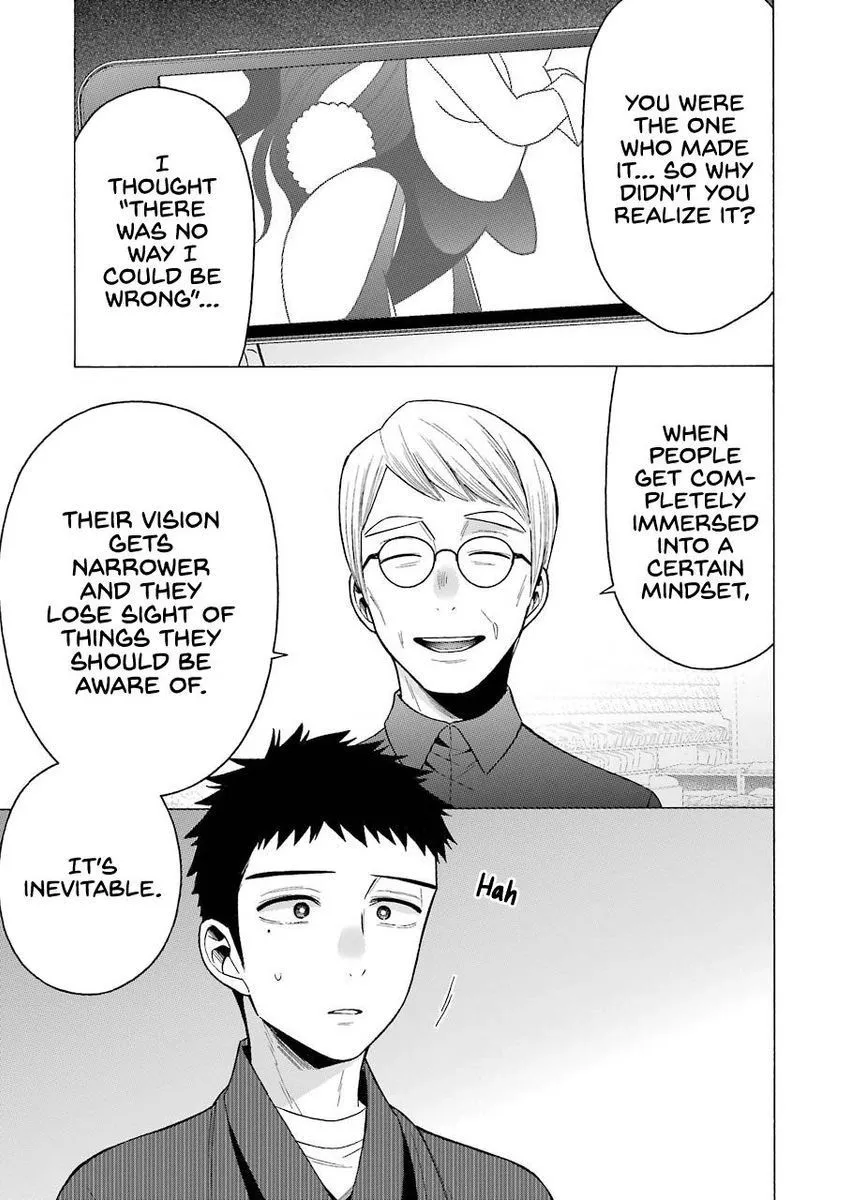 YOU WERE
THE ONE
WHO MADE
IT... SO WHY
DIDN'T YOU
REALIZE IT?
I
THOUGHT
"THERE
WAS NO
WAY I
COULD BE
WRONG"...
WHEN
PEOPLE
GET COM-
PLETELY
IMMERSED
INTO A
CERTAIN
MINDSET,
THEIR VISION
GETS
NARROWER
AND THEY
LOSE SIGHT OF
THINGS THEY
SHOULD BE
AWARE OF.
IT'S
INEVITABLE.
Hah